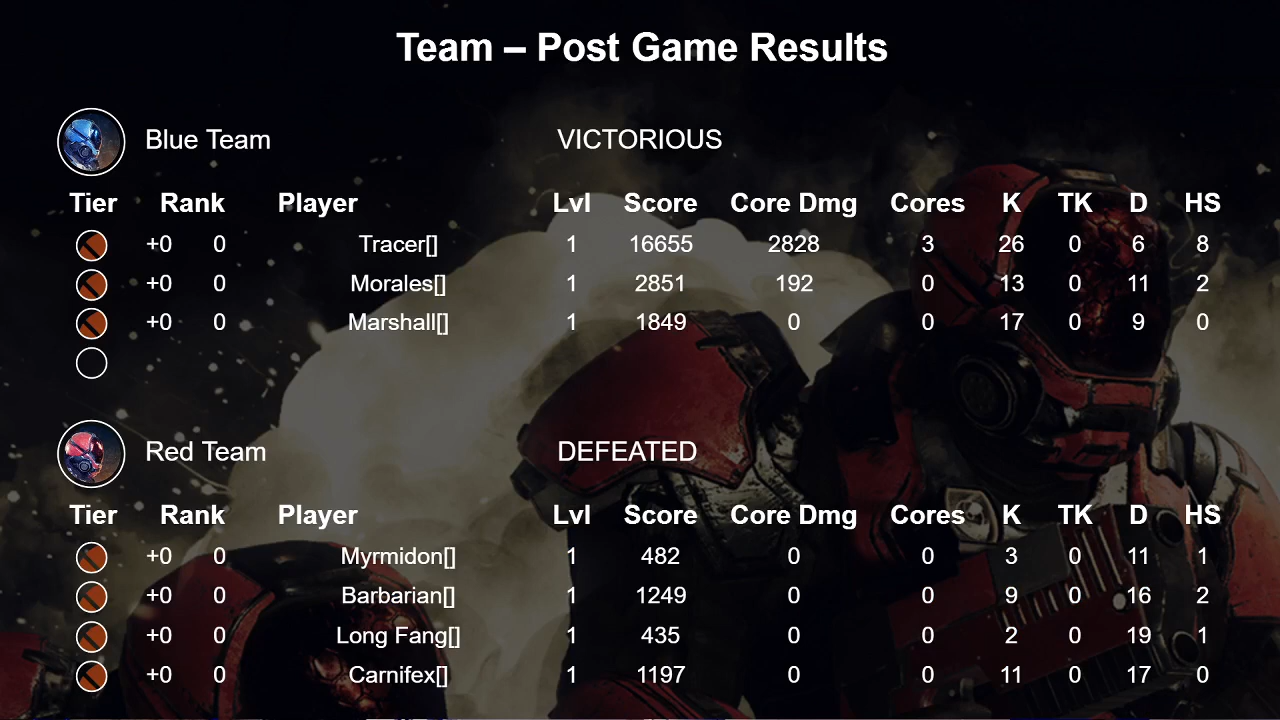 Team – Post Game Results
Blue Team VICTORIOUS
Tier Rank Player Lvl Score Core Dmg Cores K TK D HS
+0 0 Tracer[] 1 16655 2828 3 26 0 6 8
+0 0 Morales[] 1 2851 192 0 13 0 11 2
+0 0 Marshall[] 1 1849 0 0 17 0 9 0
Red Team DEFEATED
Tier Rank Player Lvl Score Core Dmg Cores K TK D HS
+0 0 Myrmidon[] 1 482 0 0 3 0 11 1
+0 0 Barbarian[] 1 1249 0 0 9 0 16 2
+0 0 Long Fang[] 1 435 0 0 2 0 19 1
+0 0 Carnifex[] 1 1197 0 0 11 0 17 0